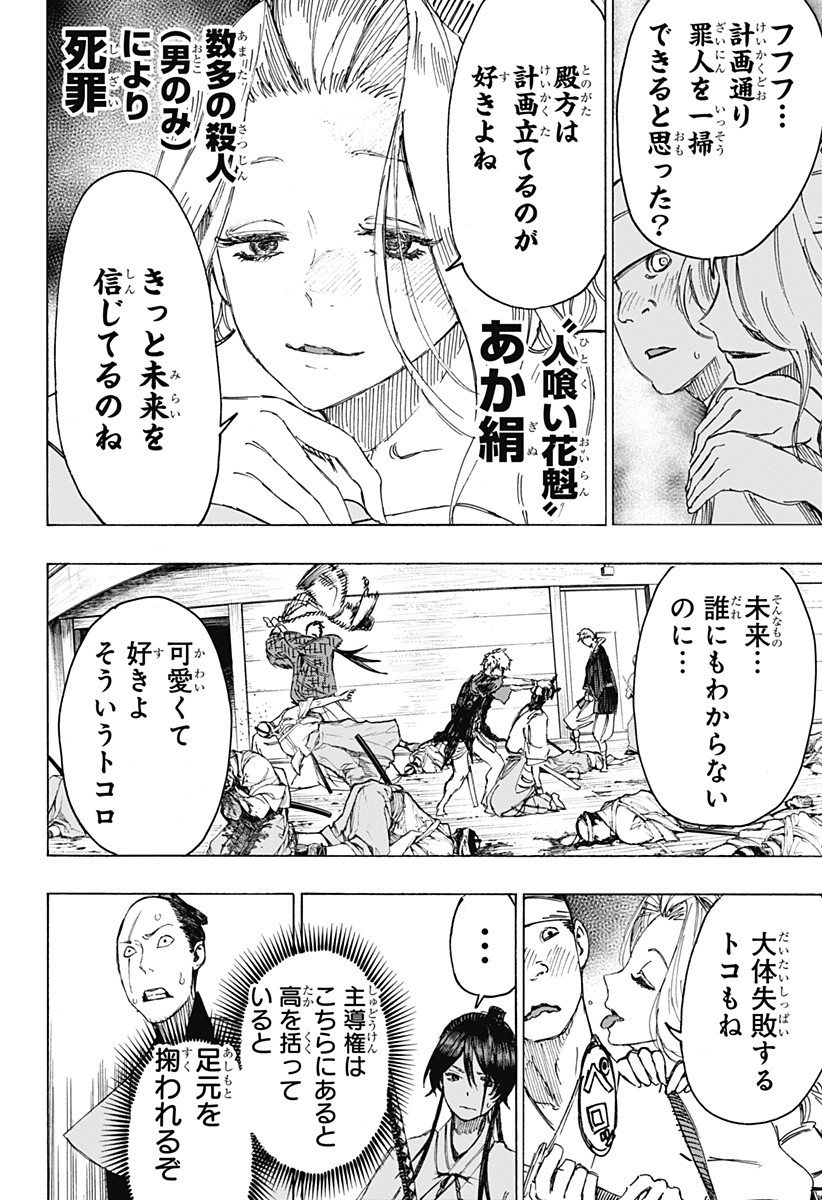 フフフ…
計画通り
罪人を一掃
できると思った？
殿方は
計画立てるのが
好きよね
〝人喰い花魁〟
あか絹
数多の殺人
（男のみ）
により
死罪
きっと未来を
信じてるのね
未来…
誰にもわからない
のに…
可愛くて
好きよ
そういうトコロ
大体失敗する
トコもね
ペロッ
…
主導権は
こちらにあると
高を括って
いると
足元を
掬われるぞ